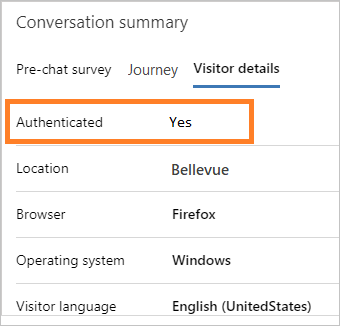 Conversation summary
Pre-chat survey Journey Visitor details
Authenticated Yes
Location Bellevue
Browser Firefox
Operating system Windows
Visitor language English (UnitedStates)